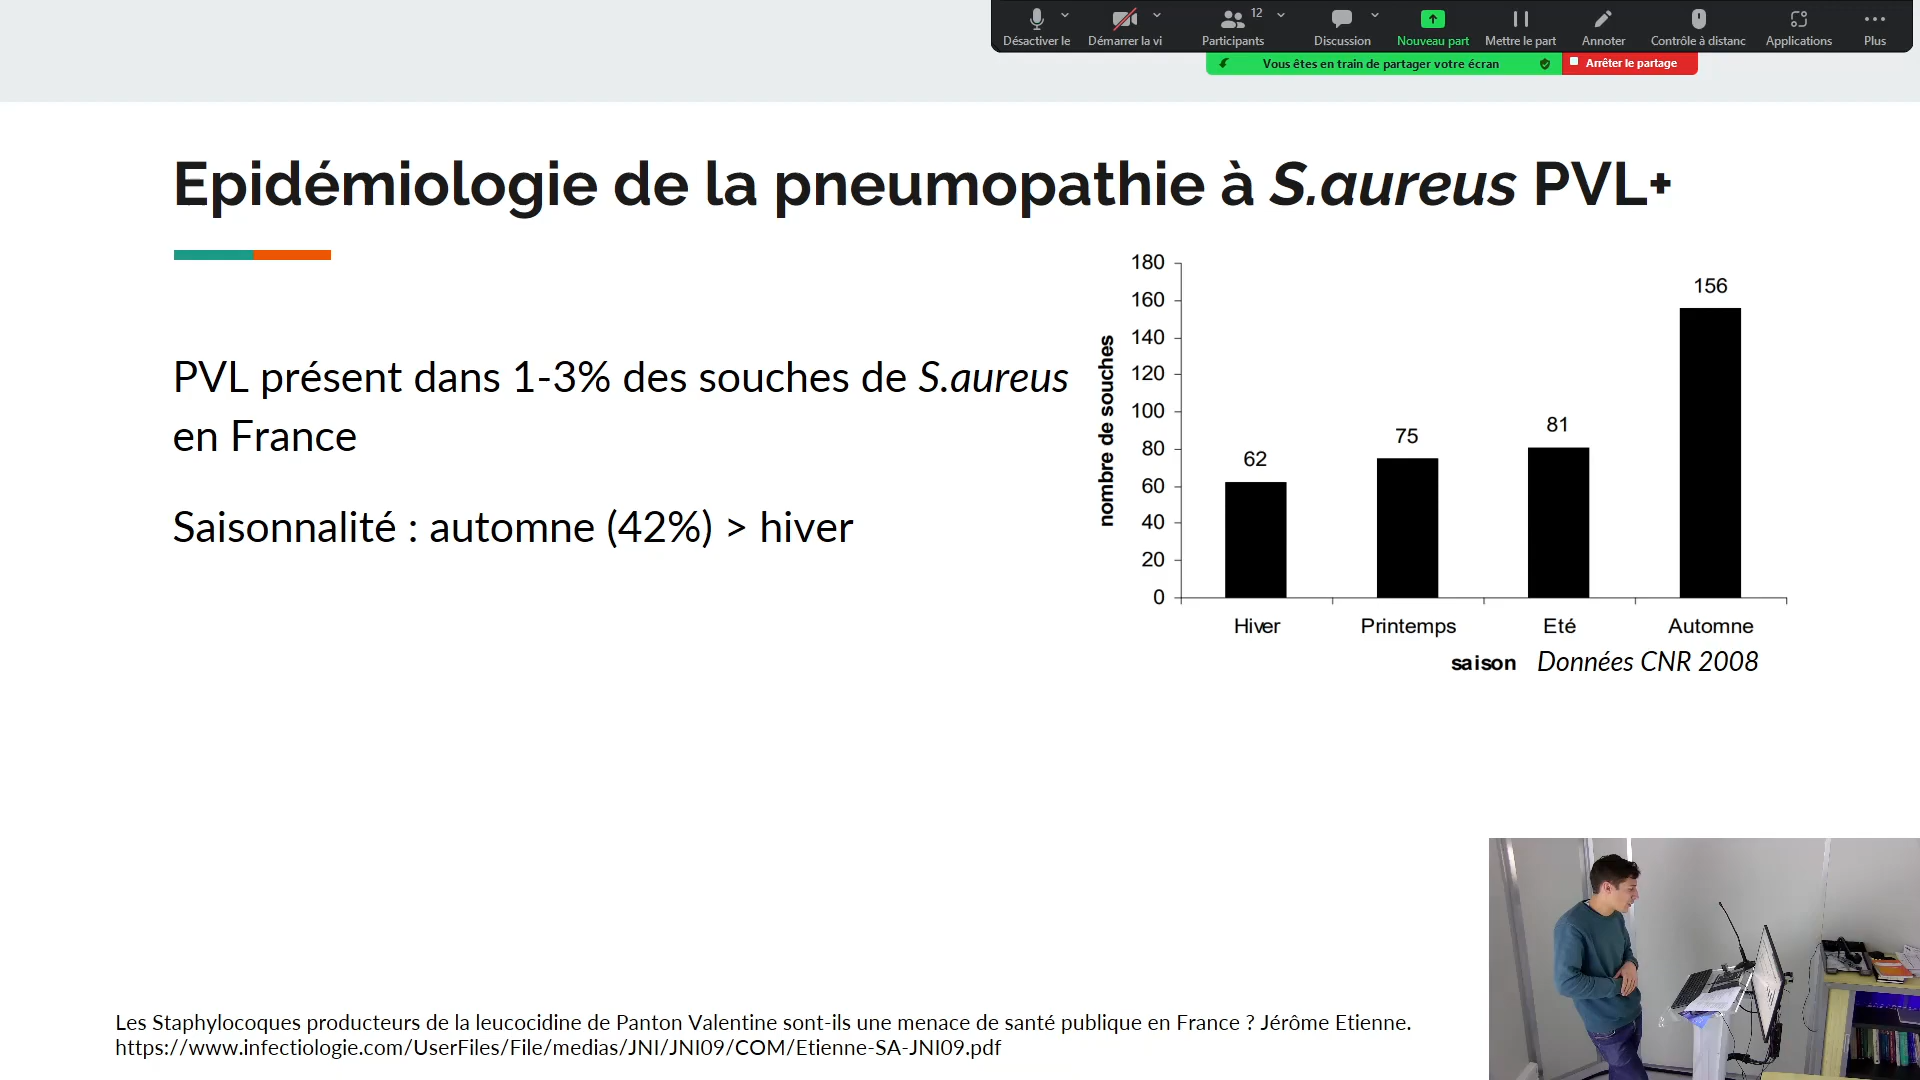 Désactiver le
Démarrer la vi
12
Participants
Discussion
Nouveau part
Mettre le part
Annoter
Contrôle à distanc
Applications
Plus
Vous êtes en train de partager votre écran
Arrêter le partage
Epidémiologie de la pneumopathie à S.aureus PVL+
PVL présent dans 1-3% des souches de S.aureus
en France
Saisonnalité : automne (42%) > hiver
nombre de souches
180
160
140
120
100
80
60
40
20
0
62
75
81
156
Hiver
Printemps
Eté
Automne
saison
Données CNR 2008
Les Staphylocoques producteurs de la leucocidine de Panton Valentine sont-ils une menace de santé publique en France ? Jérôme Etienne.
https://www.infectiologie.com/UserFiles/File/medias/JNI/JNI09/COM/Etienne-SA-JNI09.pdf